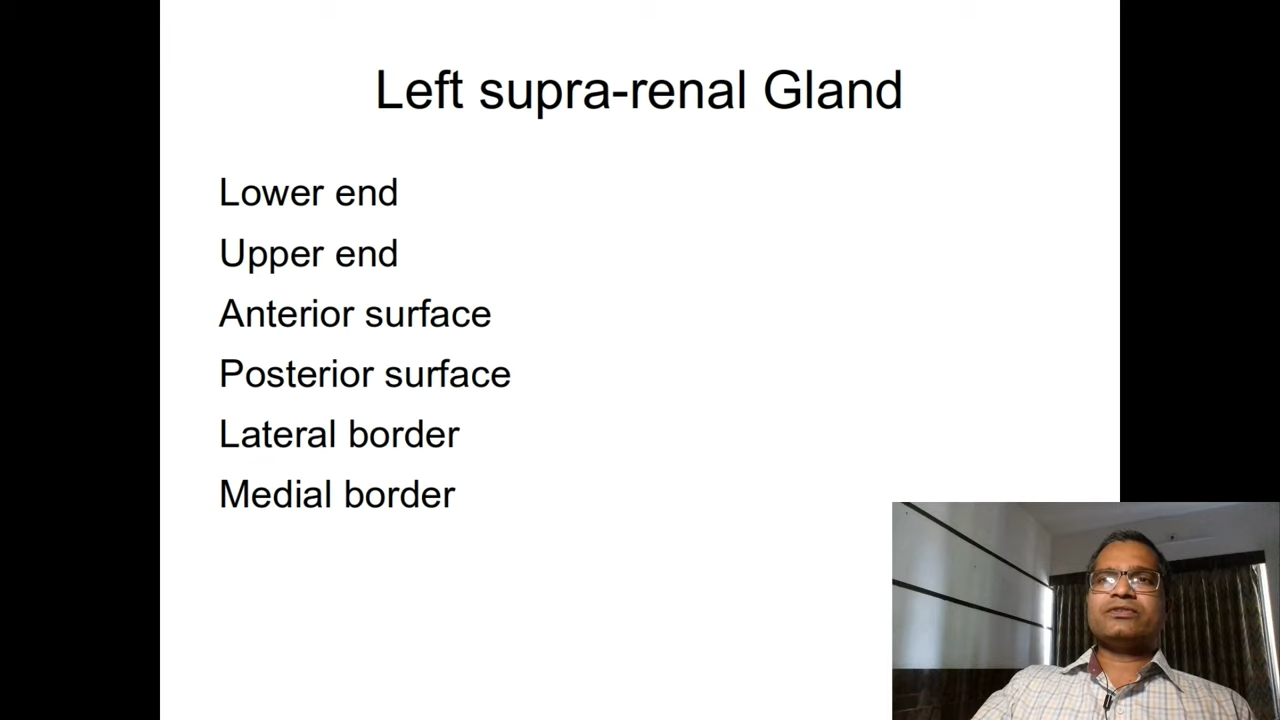 Left supra-renal Gland
Lower end
Upper end
Anterior surface
Posterior surface
Lateral border
Medial border